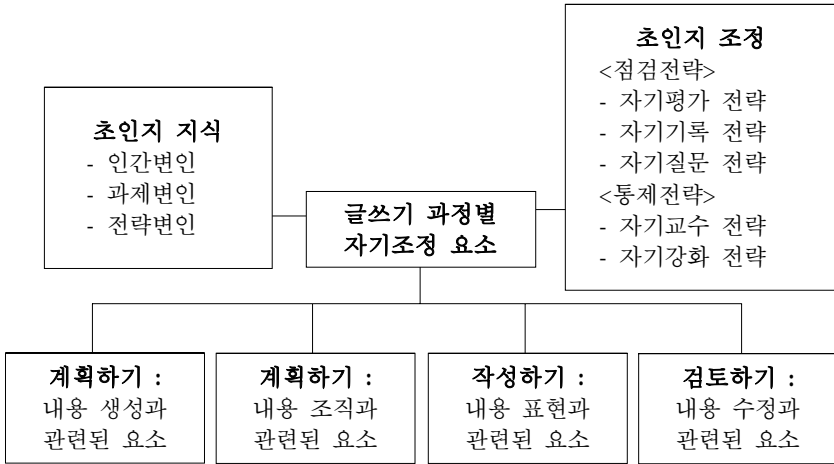 초인지 지식
- 인간변인
- 과제변인
- 전략변인
초인지 조정
<점검전략>
- 자기평가 전략
- 자기기록 전략
- 자기질문 전략
<통제전략>
- 자기교수 전략
- 자기강화 전략
글쓰기 과정별
자기조정 요소
계획하기 :
내용 생성과
관련된 요소
계획하기 :
내용 조직과
관련된 요소
작성하기 :
내용 표현과
관련된 요소
검토하기 :
내용 수정과
관련된 요소